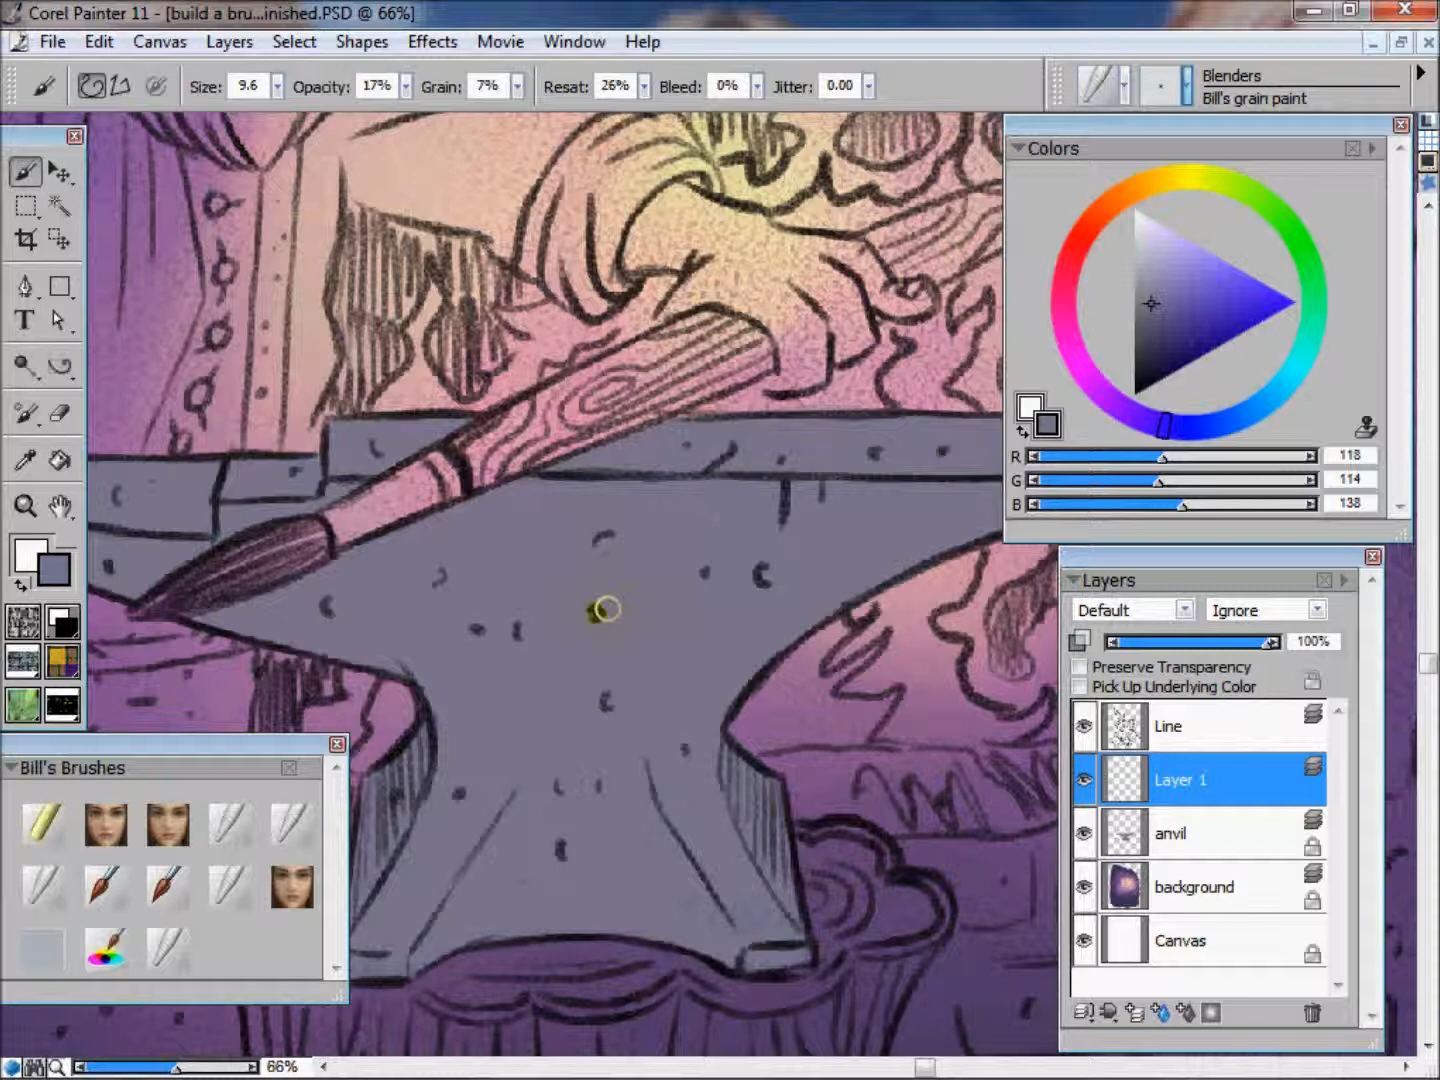 Corel Painter 11 - [build a bru...inished.PSD @ 66%]
File Edit Canvas Layers Select Shapes Effects Movie Window Help
Size: 9.6 Opacity: 17% Grain: 7% Resat: 26% Bleed: 0% Jitter: 0.00
Blenders
Bill's grain paint
Colors
R 118
G 114
B 138
Layers
Default Ignore
100%
Preserve Transparency
Pick Up Underlying Color
Line
Layer 1
anvil
background
Canvas
T
Bill's Brushes
66%